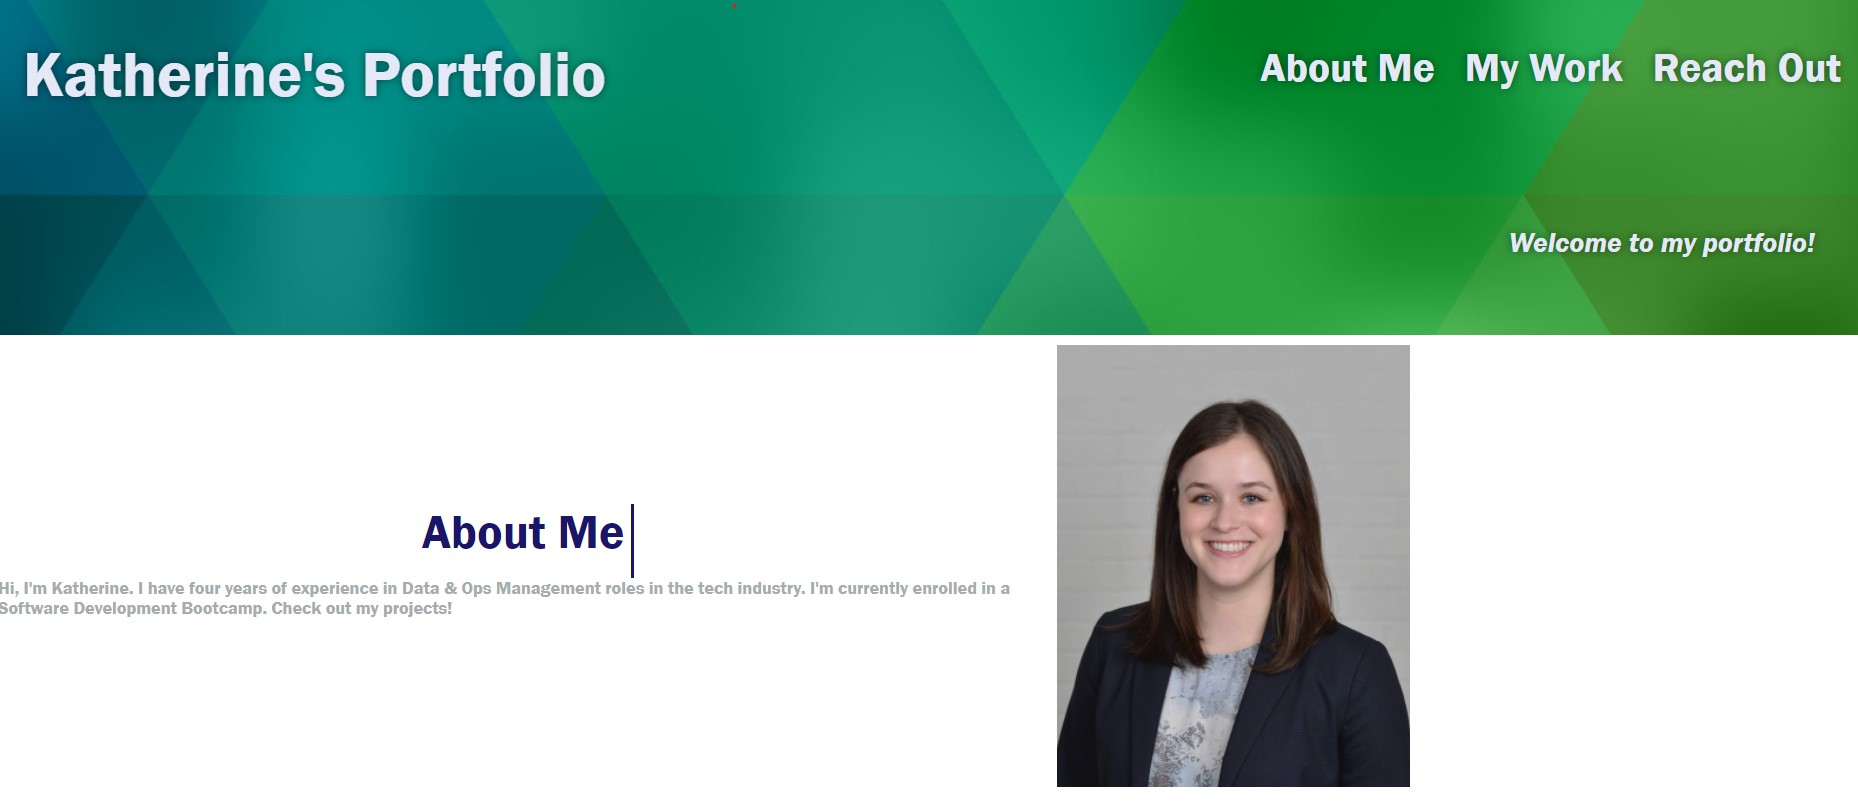 Katherine's Portfolio
About Me My Work Reach Out
Welcome to my portfolio!
About Me
Hi, I'm Katherine. I have four years of experience in Data & Ops Management roles in the tech industry. I'm currently enrolled in a
Software Development Bootcamp. Check out my projects!